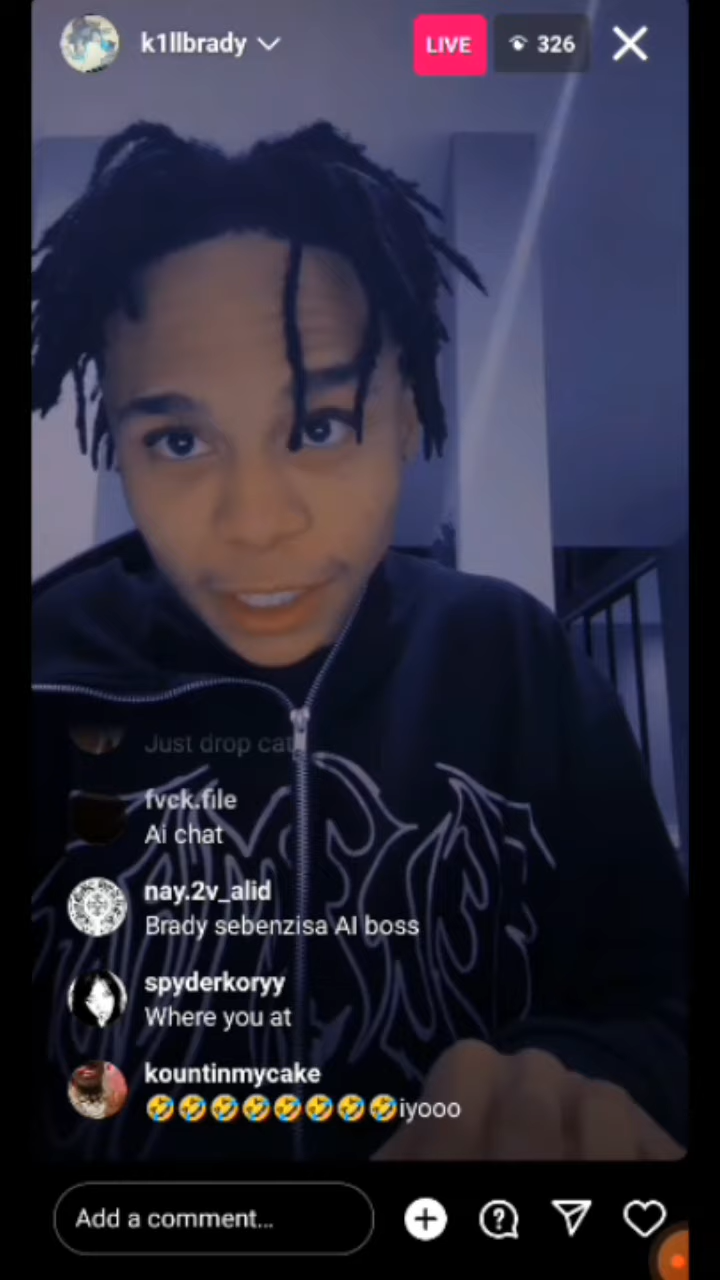 k1llbrady
LIVE
326
Just drop cat
fvck.file
Ai chat
nay.2v_alid
Brady sebenzisa AI boss
spyderkoryy
Where you at
kountinmycake
🤣🤣🤣🤣🤣🤣🤣🤣iyooo
Add a comment...